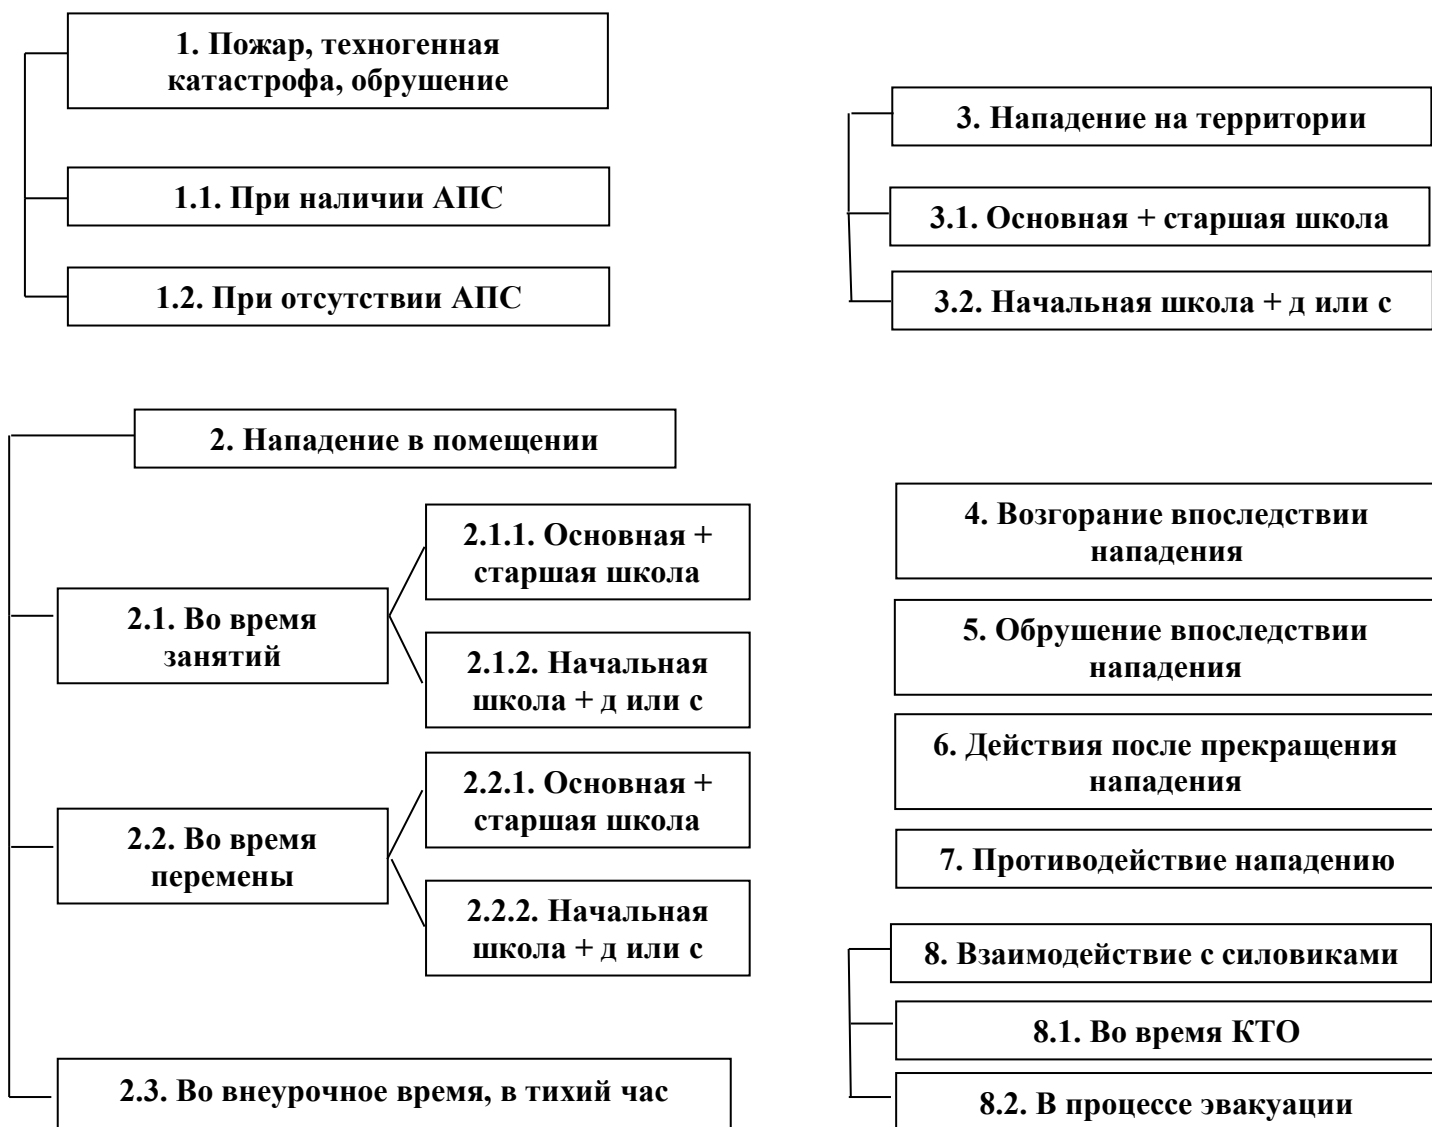 1. Пожар, техногенная
катастрофа, обрушение
1.1. При наличии АПС
1.2. При отсутствии АПС
3. Нападение на территории
3.1. Основная + старшая школа
3.2. Начальная школа + д или с
2. Нападение в помещении
2.1. Во время
занятий
2.1.1. Основная +
старшая школа
2.1.2. Начальная
школа + д или с
2.2. Во время
перемены
2.2.1. Основная +
старшая школа
2.2.2. Начальная
школа + д или с
2.3. Во внеурочное время, в тихий час
4. Возгорание впоследствии
нападения
5. Обрушение впоследствии
нападения
6. Действия после прекращения
нападения
7. Противодействие нападению
8. Взаимодействие с силовиками
8.1. Во время КТО
8.2. В процессе эвакуации